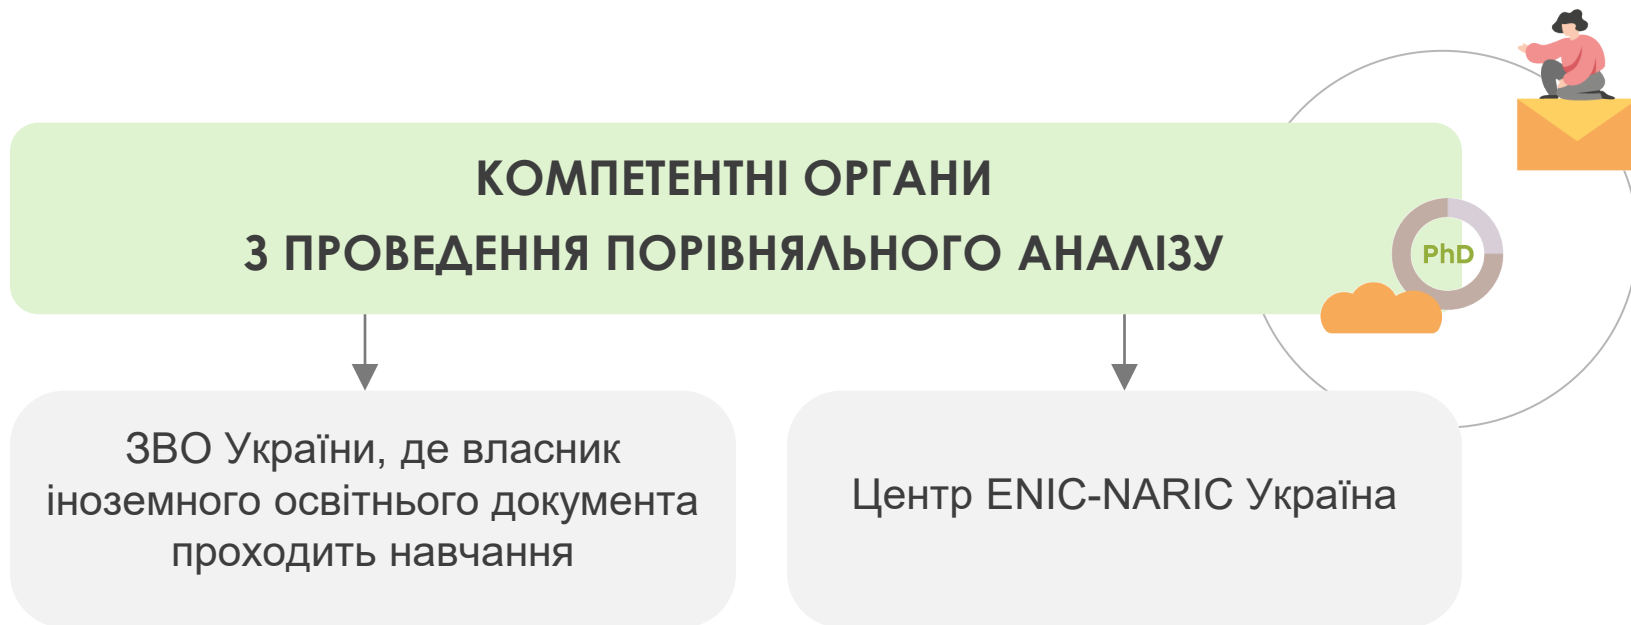 КОМПЕТЕНТНІ ОРГАНИ
З ПРОВЕДЕННЯ ПОРІВНЯЛЬНОГО АНАЛІЗУ
PhD
ЗВО України, де власник
іноземного освітнього документа
проходить навчання
Центр ENIC-NARIC Україна